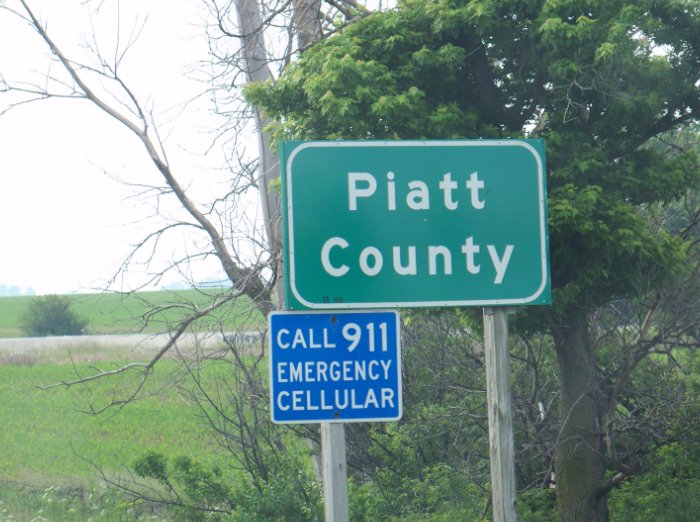 Piatt
County
CALL 911
EMERGENCY
CELLULAR